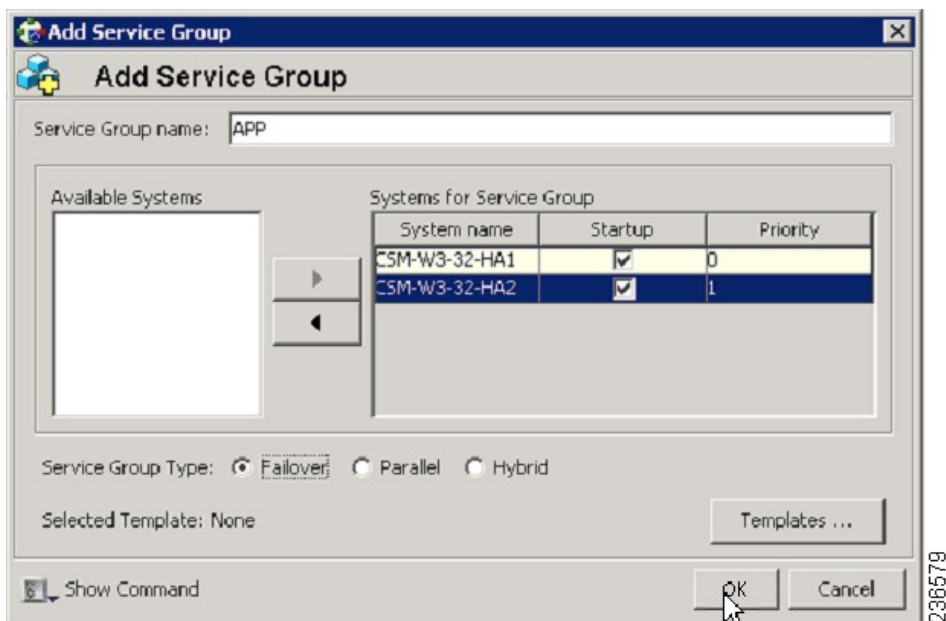 Add Service Group
Add Service Group
Service Group name: APP
Available Systems
Systems for Service Group
System name Startup Priority
CSM-W3-32-HA1 0
CSM-W3-32-HA2 1
Service Group Type: Failover Parallel Hybrid
Selected Template: None
Templates ...
Show Command
OK
Cancel
236579